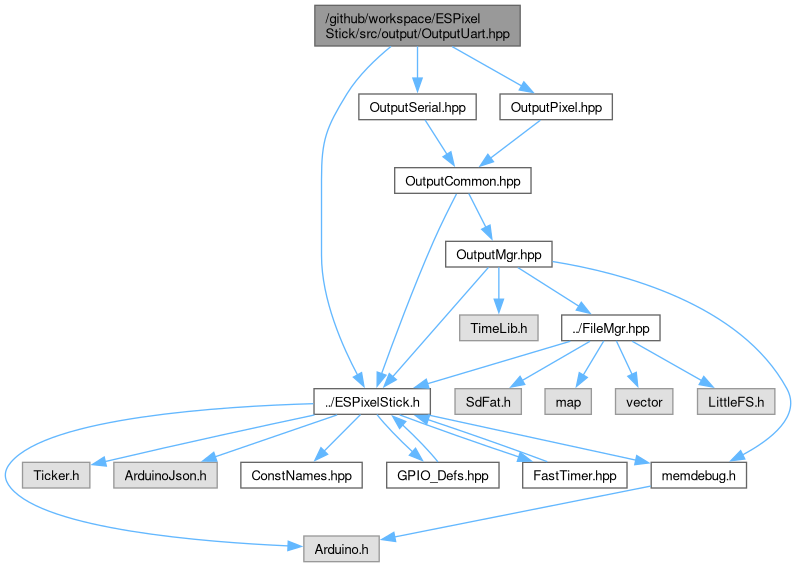 /github/workspace/ESPixel
Stick/src/output/OutputUart.hpp
OutputSerial.hpp
OutputPixel.hpp
OutputCommon.hpp
OutputMgr.hpp
TimeLib.h
../FileMgr.hpp
../ESPixelStick.h
SdFat.h
map
vector
LittleFS.h
Ticker.h
ArduinoJson.h
ConstNames.hpp
GPIO_Defs.hpp
FastTimer.hpp
memdebug.h
Arduino.h